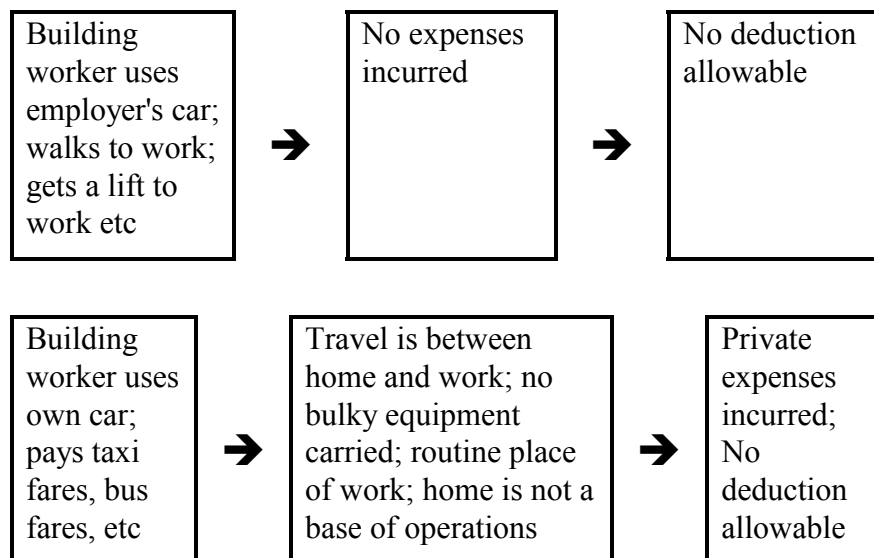 Building
worker uses
employer's car;
walks to work;
gets a lift to
work etc
No expenses
incurred
No deduction
allowable
Building
worker uses
own car;
pays taxi
fares, bus
fares, etc
Travel is between
home and work; no
bulky equipment
carried; routine place
of work; home is not a
base of operations
Private
expenses
incurred;
No
deduction
allowable